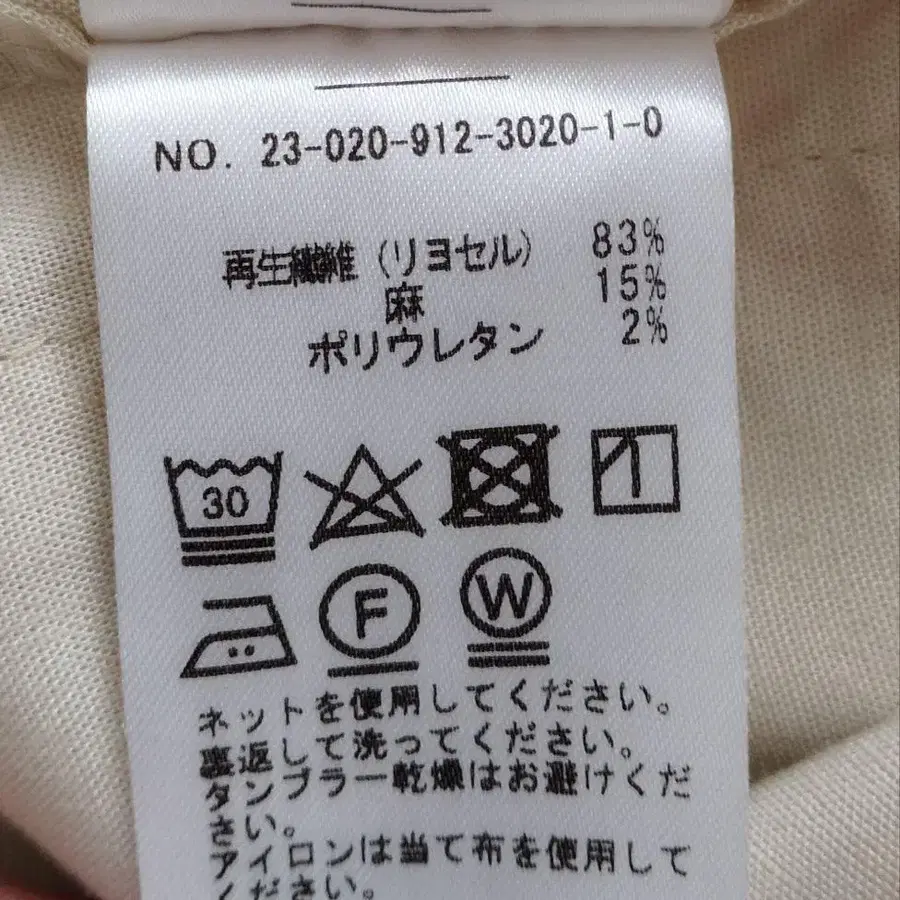 NO. 23-020-912-3020-1-0
再生繊維 (リヨセル) 83%
麻 15%
ポリウレタン 2%
30
F
W
ネットを使用してください。
裏返して洗ってください。
タンブラー乾燥はお避けくだ
さい。
アイロンは当て布を使用して
ください。